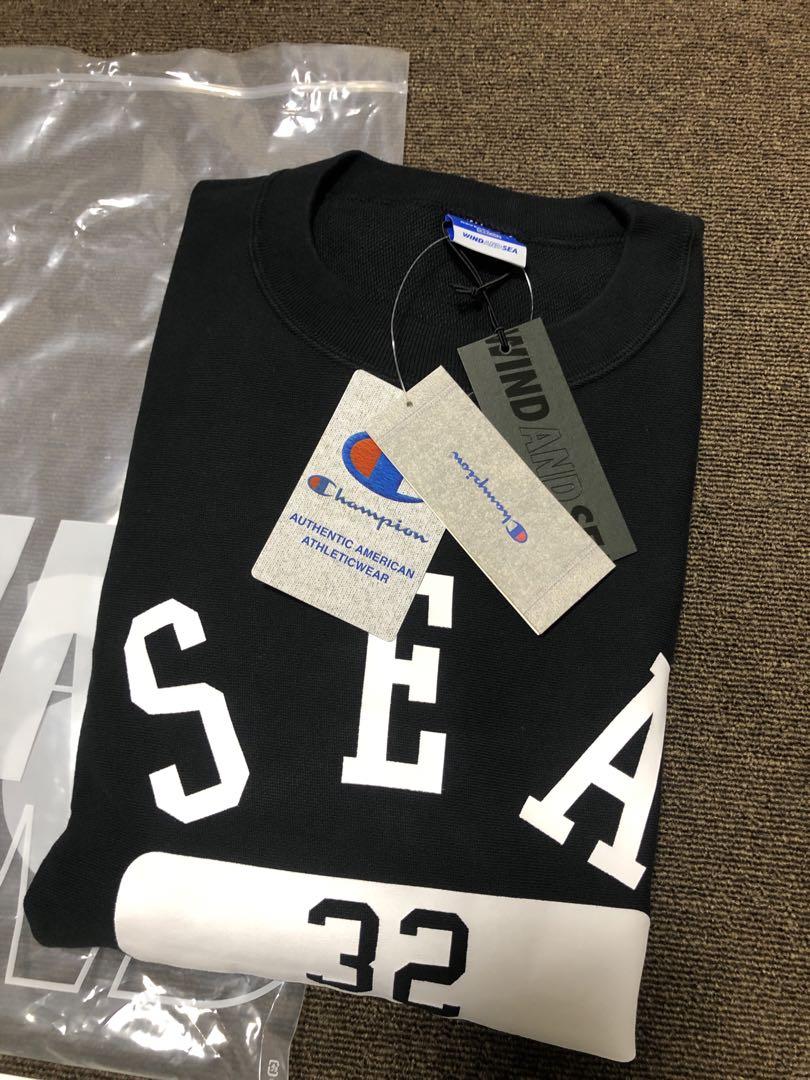 WIND AND SEA
WIND AND SE
Champion
Champion
AUTHENTIC AMERICAN
ATHLETICWEAR
SEA
32